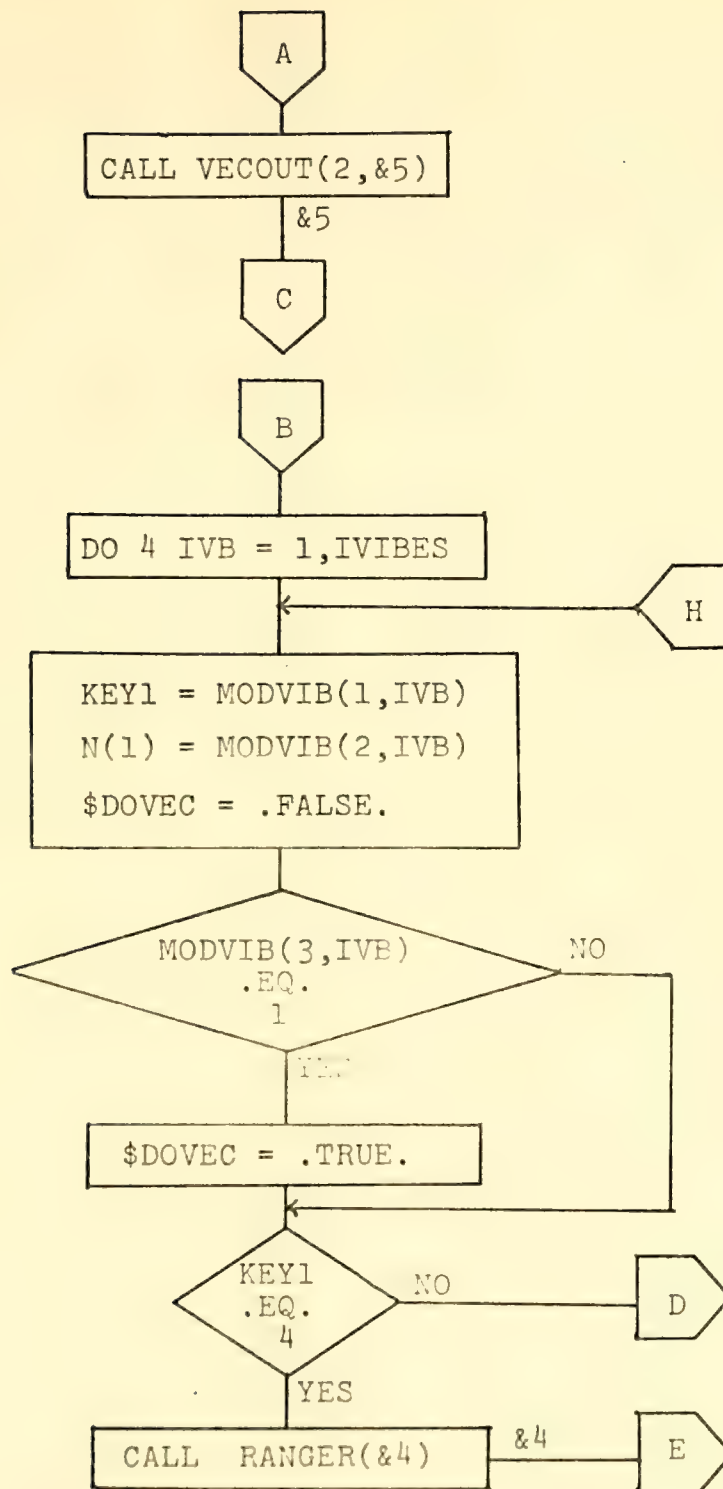 A
CALL VECOUT(2,&5)
&5
C
B
DO 4 IVB = 1,IVIBES
H
KEY1 = MODVIB(1,IVB)
N(1) = MODVIB(2,IVB)
$DOVEC = .FALSE.
MODVIB(3,IVB)
.EQ.
1
NO
YES
$DOVEC = .TRUE.
KEY1
.EQ.
4
NO
D
YES
CALL RANGER(&4)
&4
E